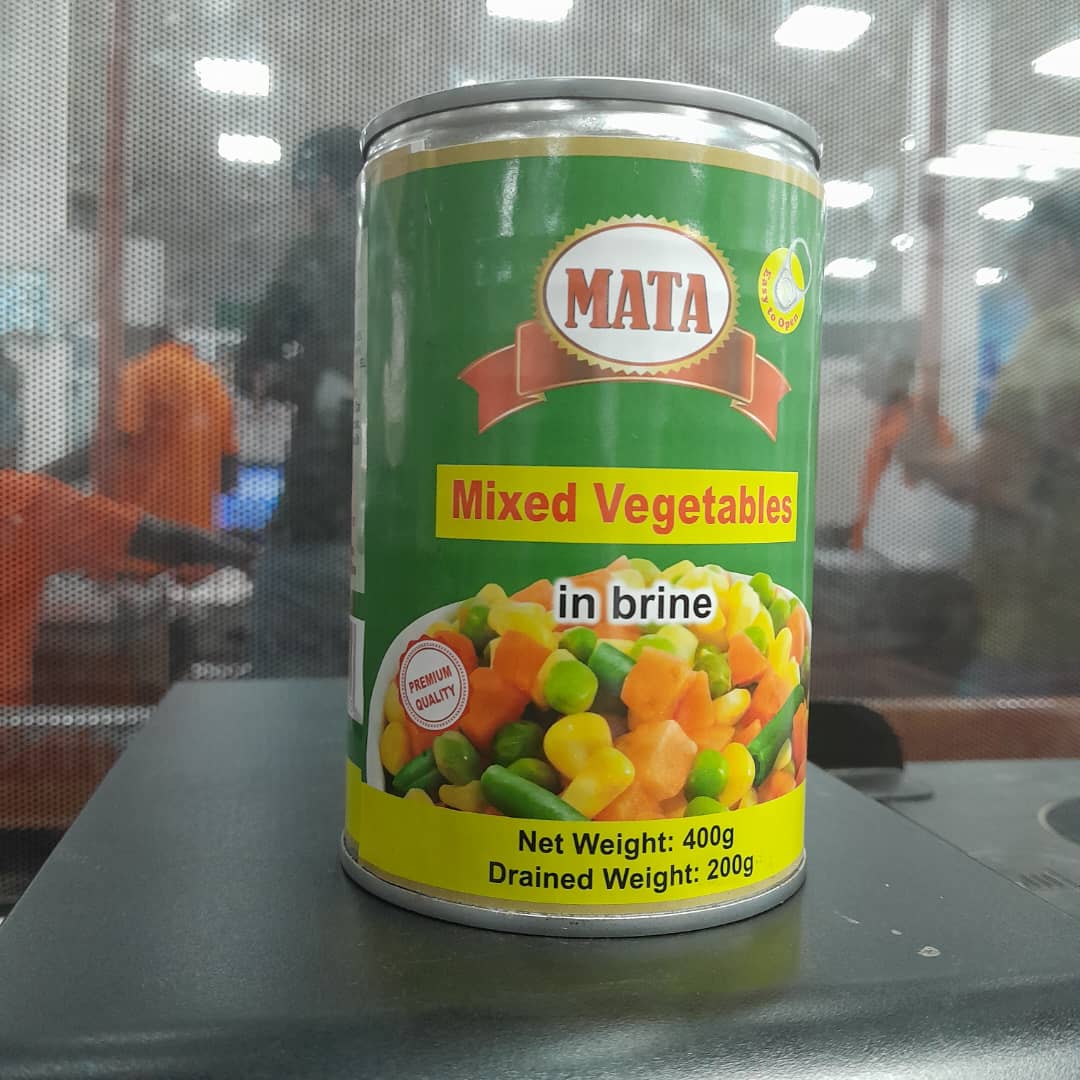 MATA
Easy to Open
Mixed Vegetables
in brine
PREMIUM
QUALITY
Net Weight: 400g
Drained Weight: 200g